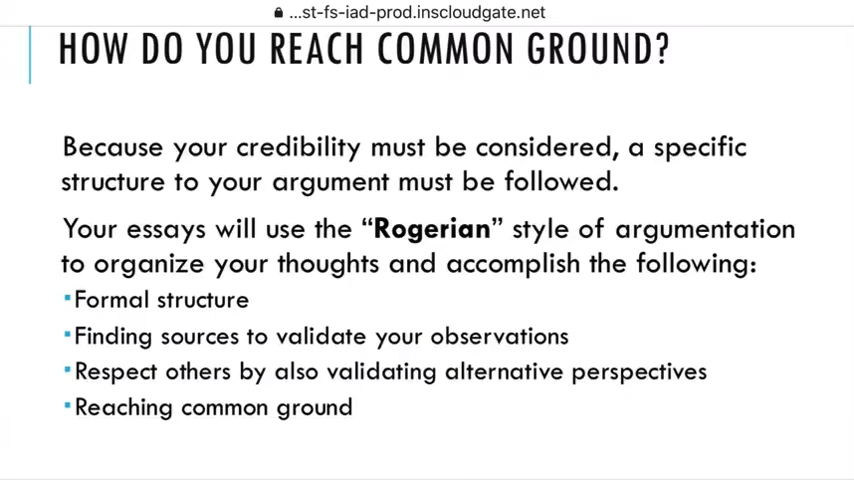 ...st-fs-iad-prod.inscloudgate.net
HOW DO YOU REACH COMMON GROUND?
Because your credibility must be considered, a specific
structure to your argument must be followed.
Your essays will use the “Rogerian” style of argumentation
to organize your thoughts and accomplish the following:
▪Formal structure
▪Finding sources to validate your observations
▪Respect others by also validating alternative perspectives
▪Reaching common ground